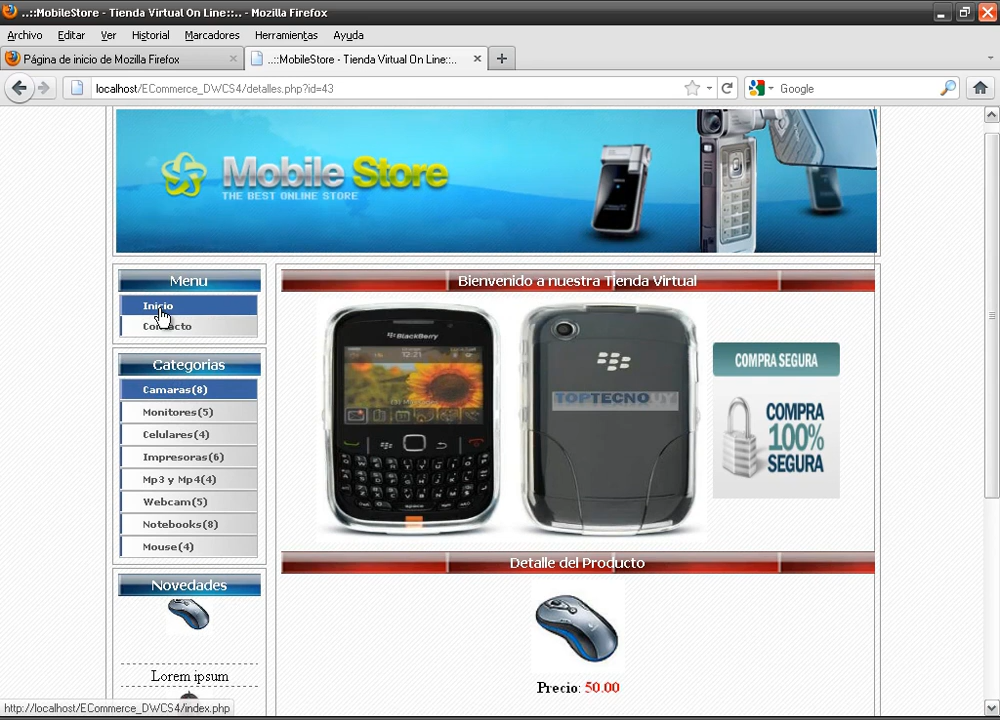 ..::MobileStore - Tienda Virtual On Line::.. - Mozilla Firefox
Archivo Editar Ver Historial Marcadores Herramientas Ayuda
Página de inicio de Mozilla Firefox
..::MobileStore - Tienda Virtual On Line::..
localhost/ECommerce_DWCS4/detalles.php?id=43
Google
Mobile Store
THE BEST ONLINE STORE
Menu
Inicio
Contacto
Categorias
Camaras(8)
Monitores(5)
Celulares(4)
Impresoras(6)
Mp3 y Mp4(4)
Webcam(5)
Notebooks(8)
Mouse(4)
Novedades
Lorem ipsum
Bienvenido a nuestra Tienda Virtual
BlackBerry
12:21
TOPTECNOUY
COMPRA SEGURA
COMPRA
100%
SEGURA
Detalle del Producto
Precio: 50.00
http://localhost/ECommerce_DWCS4/index.php